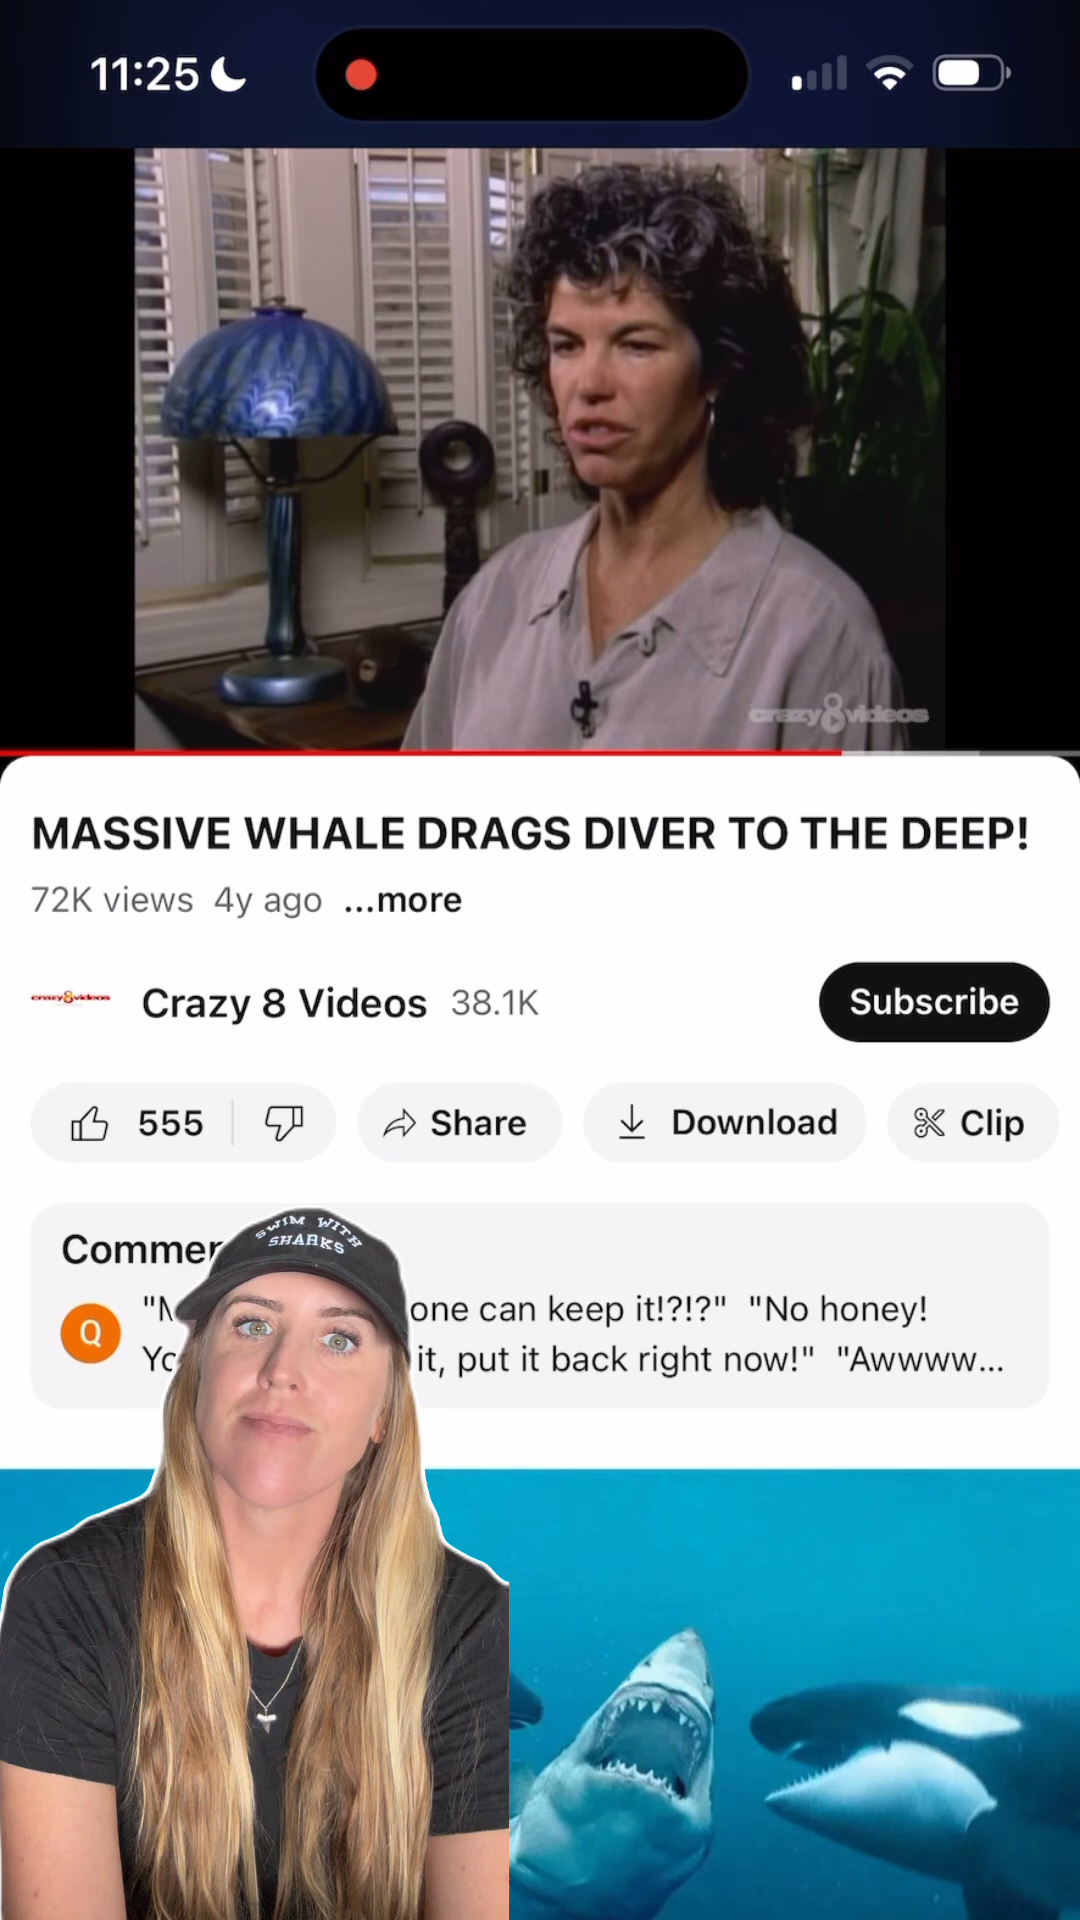 11:25
crazy8videos
MASSIVE WHALE DRAGS DIVER TO THE DEEP!
72K views 4y ago ...more
crazy8videos
Crazy 8 Videos 38.1K
Subscribe
555
Share
Download
Clip
SWIM WITH
SHARKS
Commen
Q
"M one can keep it!?!?" "No honey!
Yo it, put it back right now!" "Awwww...